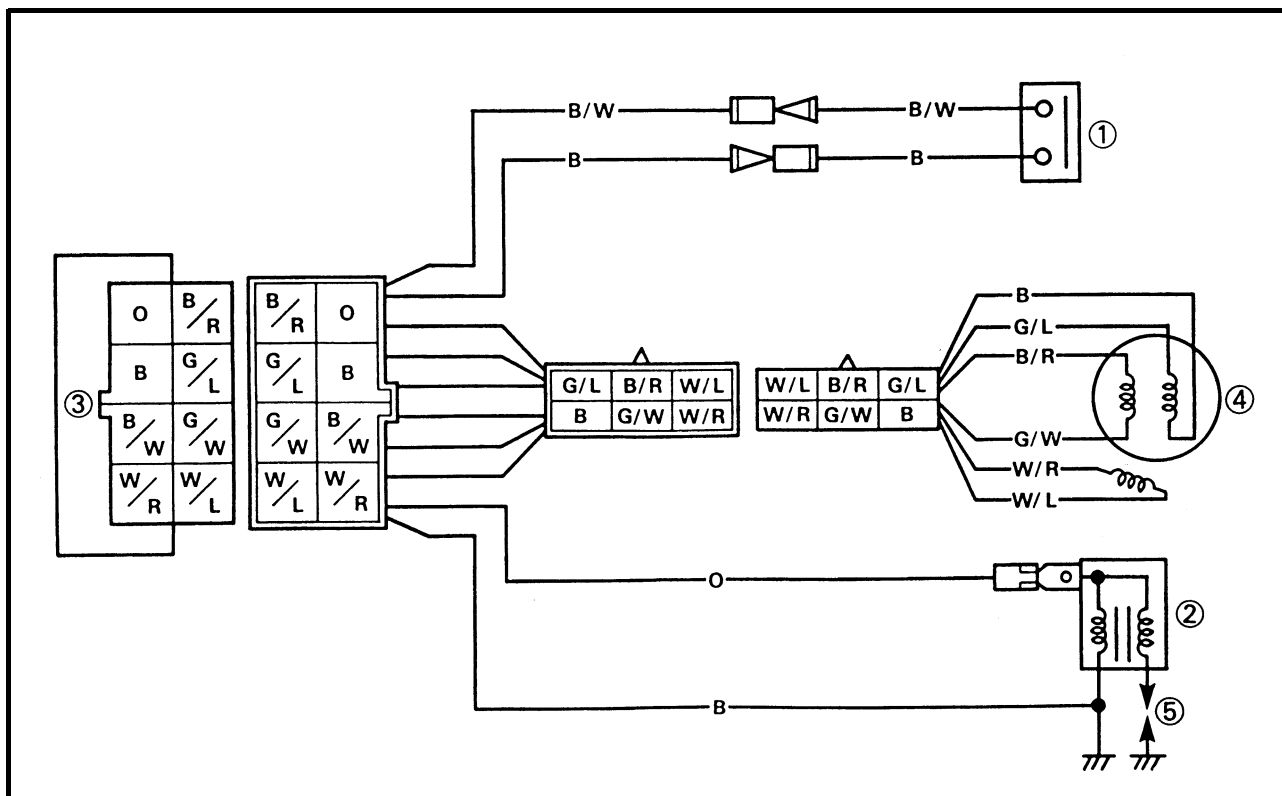 B/W B/W ①
B B
B
G/L
B/R
O B/R B/R O
B G/L G/L B
B/W G/W G/W B/W
W/R W/L W/L W/R
③
G/L B/R W/L
B G/W W/R
W/L B/R G/L
W/R G/W B
④
G/W
W/R
W/L
O
②
B
⑤